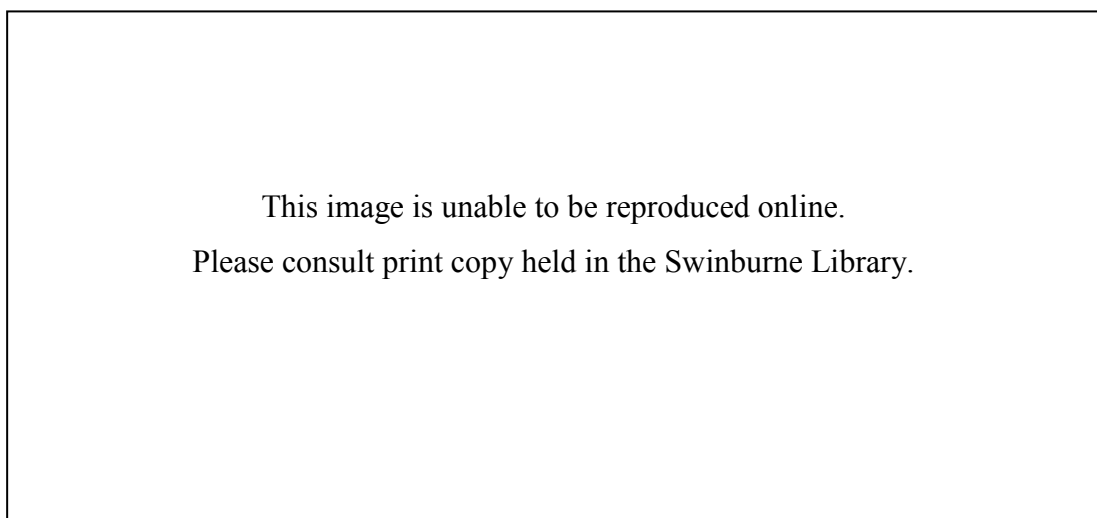 This image is unable to be reproduced online.
Please consult print copy held in the Swinburne Library.